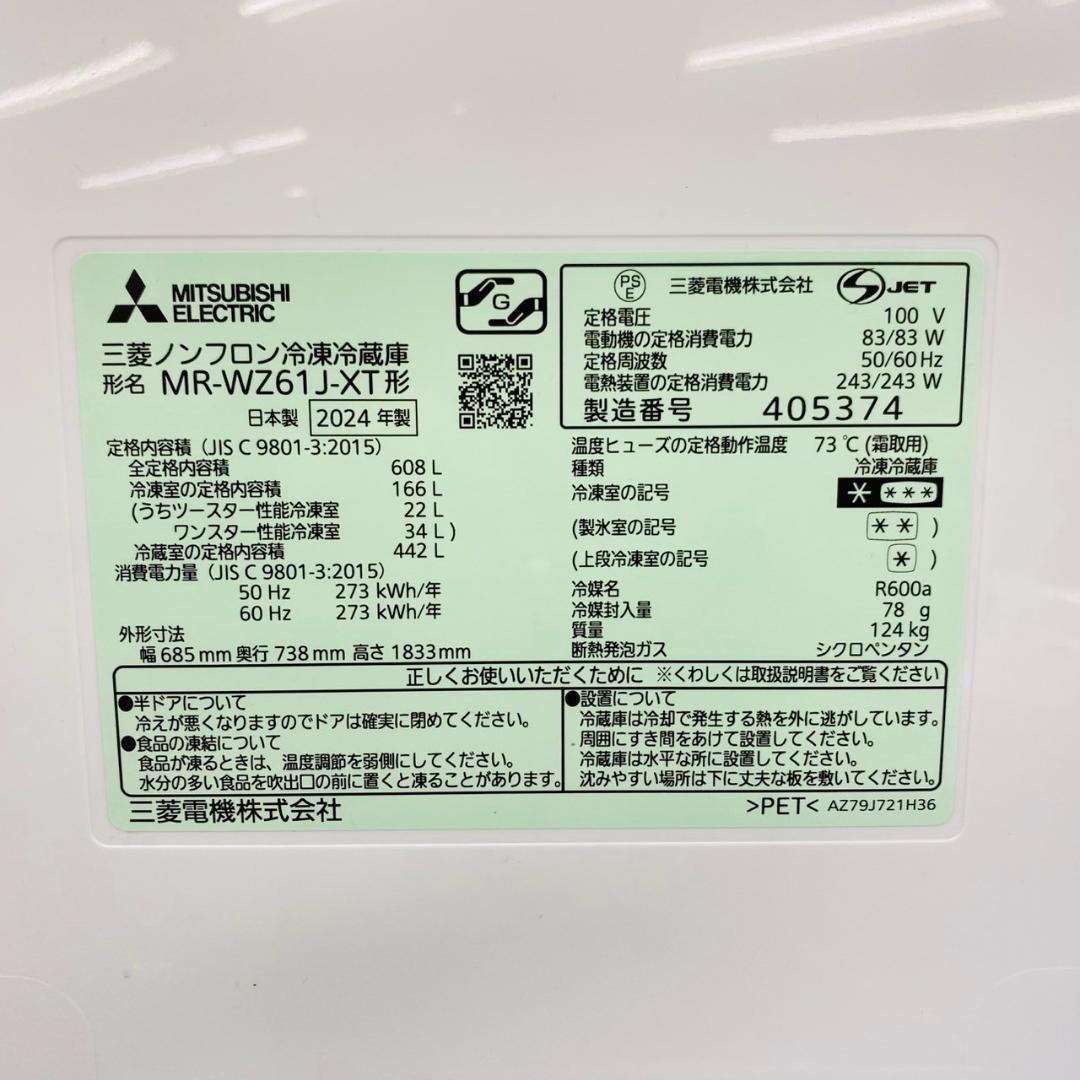 MITSUBISHI
ELECTRIC
三菱ノンフロン冷凍冷蔵庫
形名 MR-WZ61J-XT形
日本製 2024年製
G
PS
E
三菱電機株式会社 S JET
定格電圧 100 V
電動機の定格消費電力 83/83 W
定格周波数 50/60 Hz
電熱装置の定格消費電力 243/243 W
製造番号 405374
定格内容積（JIS C 9801-3:2015）
全定格内容積 608 L
冷凍室の定格内容積 166 L
(うちツースター性能冷凍室 22 L
ワンスター性能冷凍室 34 L )
冷蔵室の定格内容積 442 L
消費電力量（JIS C 9801-3:2015）
50 Hz 273 kWh/年
60 Hz 273 kWh/年
外形寸法
幅 685 mm 奥行 738 mm 高さ 1833 mm
温度ヒューズの定格動作温度 73 ℃ (霜取用)
種類 冷凍冷蔵庫
冷凍室の記号 * ***
(製氷室の記号 ** )
(上段冷凍室の記号 * )
冷媒名 R600a
冷媒封入量 78 g
質量 124 kg
断熱発泡ガス シクロペンタン
正しくお使いいただくために ※くわしくは取扱説明書をご覧ください
●半ドアについて
冷えが悪くなりますのでドアは確実に閉めてください。
●食品の凍結について
食品が凍るときは、温度調節を弱側にしてください。
水分の多い食品を吹出口の前に置くと凍ることがあります。
●設置について
冷蔵庫は冷却で発生する熱を外に逃がしています。
周囲にすき間をあけて設置してください。
冷蔵庫は水平な所に設置してください。
沈みやすい場所は下に丈夫な板を敷いてください。
三菱電機株式会社
>PET< AZ79J721H36